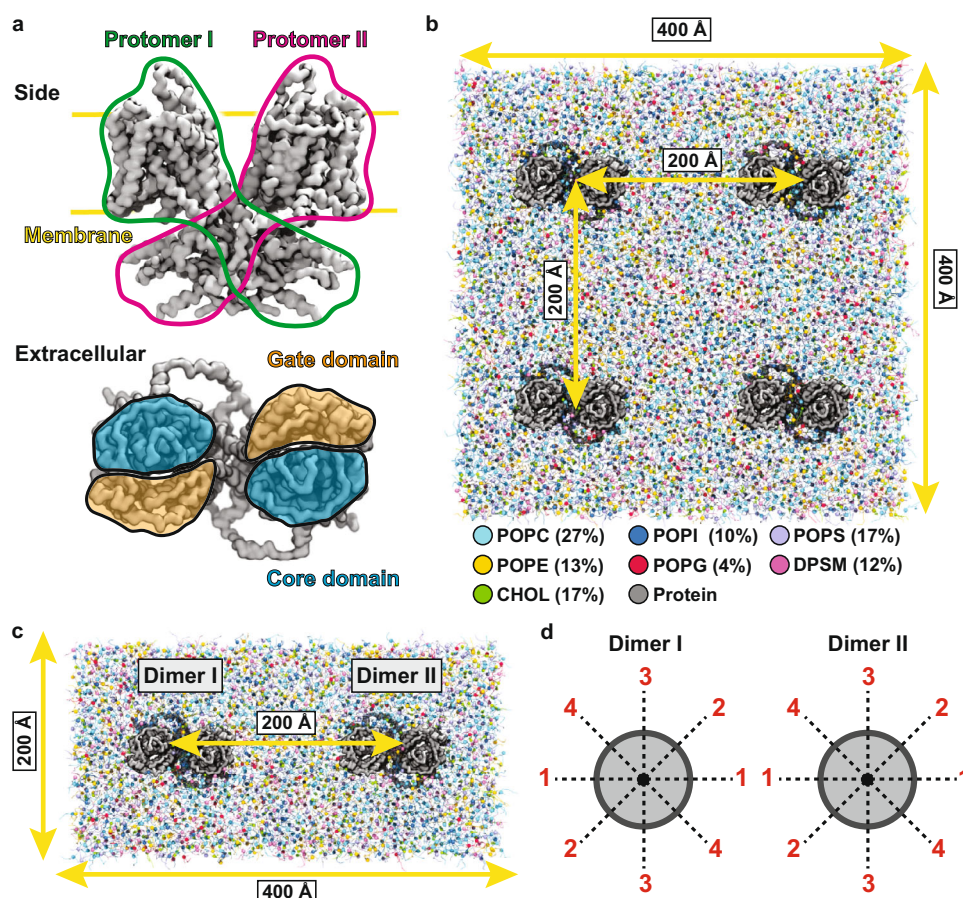 a
Protomer I
Protomer II
Side
Membrane
Extracellular
Gate domain
Core domain
b
400 Å
200 Å
200 Å
400 Å
POPC (27%) POPI (10%) POPS (17%)
POPE (13%) POPG (4%) DPSM (12%)
CHOL (17%) Protein
c
Dimer I
Dimer II
200 Å
200 Å
400 Å
d
Dimer I
Dimer II
3 3
4 2 4 2
1 1 1 1
2 4 2 4
3 3